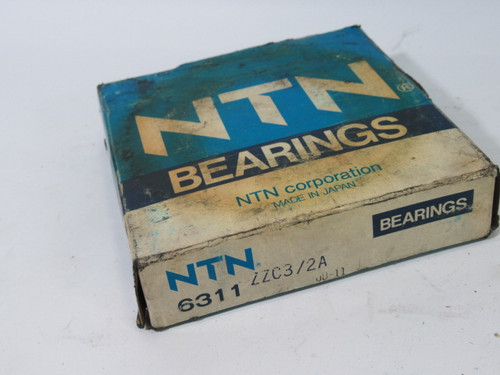 NTN ®
BEARINGS
NTN corporation
MADE IN JAPAN
BEARINGS
NTN®
6311 ZZC3/2A